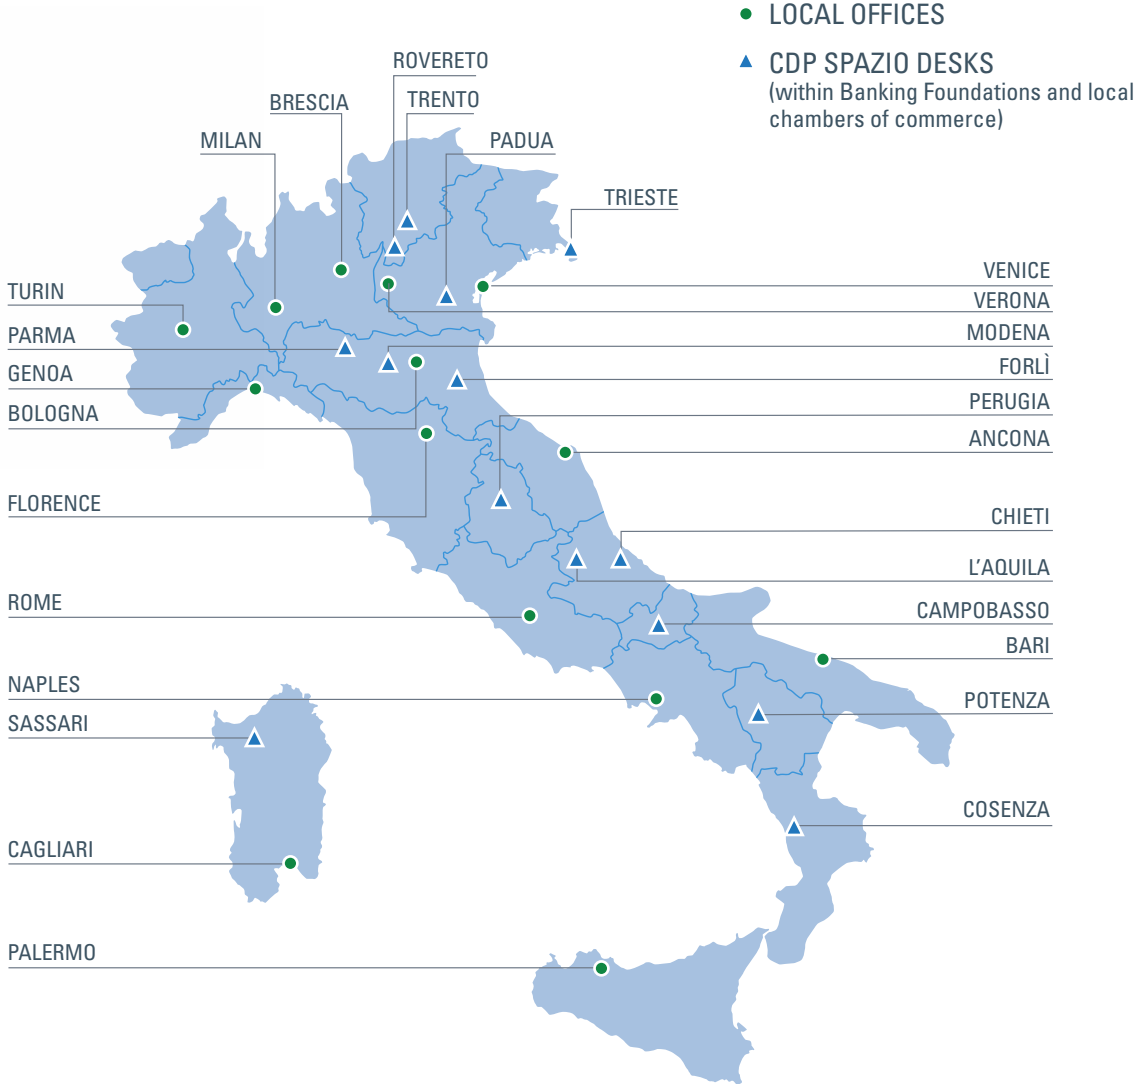 LOCAL OFFICES
CDP SPAZIO DESKS
(within Banking Foundations and local
chambers of commerce)
ROVERETO
BRESCIA
TRENTO
MILAN
PADUA
TRIESTE
TURIN
PARMA
GENOA
BOLOGNA
FLORENCE
ROME
NAPLES
SASSARI
CAGLIARI
PALERMO
VENICE
VERONA
MODENA
FORLÌ
PERUGIA
ANCONA
CHIETI
L'AQUILA
CAMPOBASSO
BARI
POTENZA
COSENZA